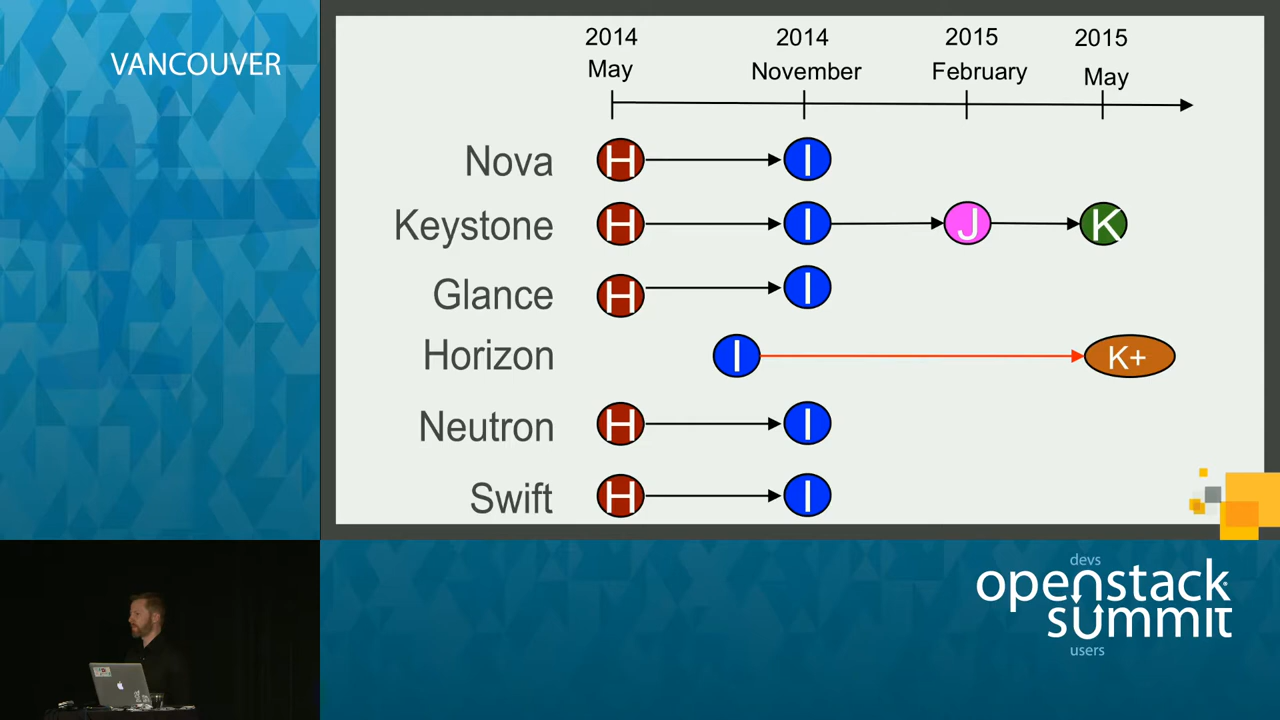 VANCOUVER
2014 2014 2015 2015
May November February May
Nova H I
Keystone H I J K
Glance H I
Horizon I K+
Neutron H I
Swift H I
devs
openstack
summit
users